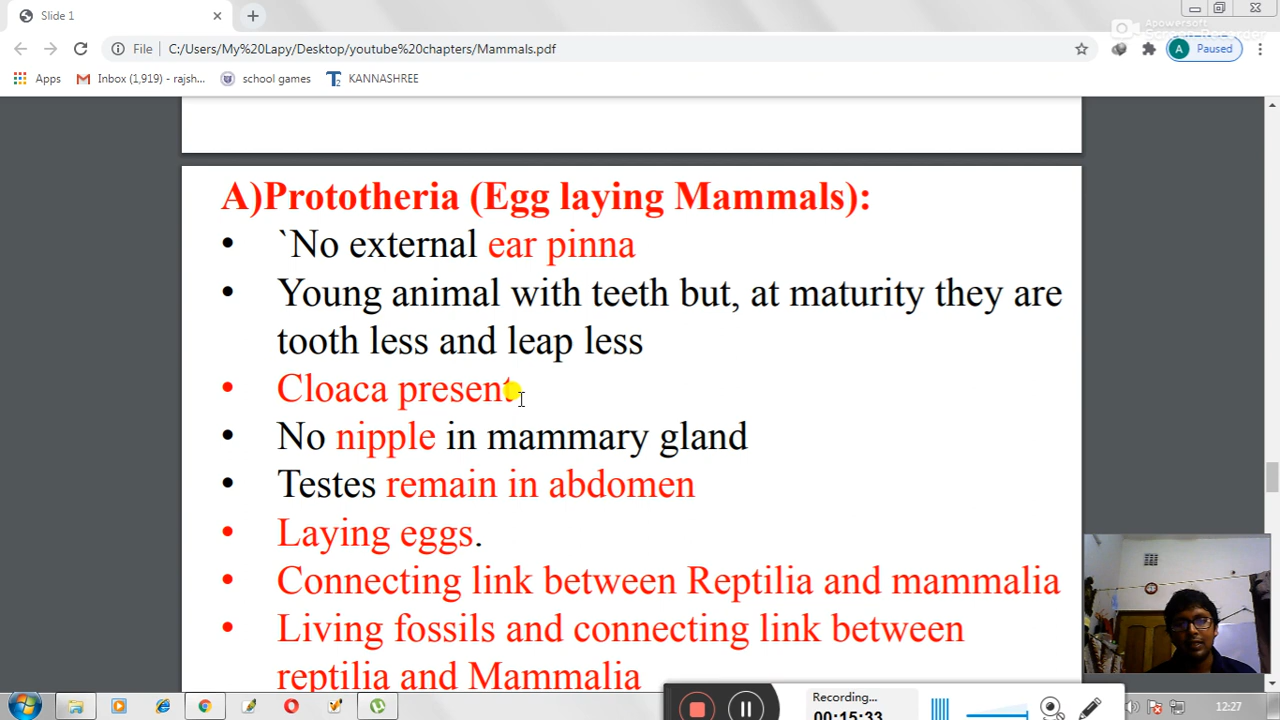 Slide 1
Apowersoft
Screen Recorder
File C:/Users/My%20Lapy/Desktop/youtube%20chapters/Mammals.pdf
A Paused
Apps Inbox (1,919) - rajsh... school games KANNASHREE
A)Prototheria (Egg laying Mammals):
• `No external ear pinna
• Young animal with teeth but, at maturity they are
tooth less and leap less
• Cloaca present
• No nipple in mammary gland
• Testes remain in abdomen
• Laying eggs.
• Connecting link between Reptilia and mammalia
• Living fossils and connecting link between
reptilia and Mammalia
Recording...
00:15:33
12:27